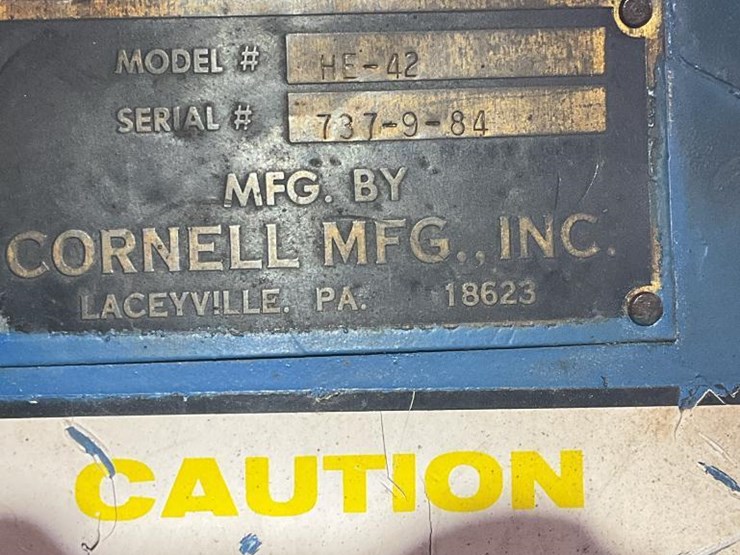 MODEL # HE-42
SERIAL # 737-9-84
MFG. BY
CORNELL MFG., INC.
LACEYVILLE. PA. 18623
CAUTION